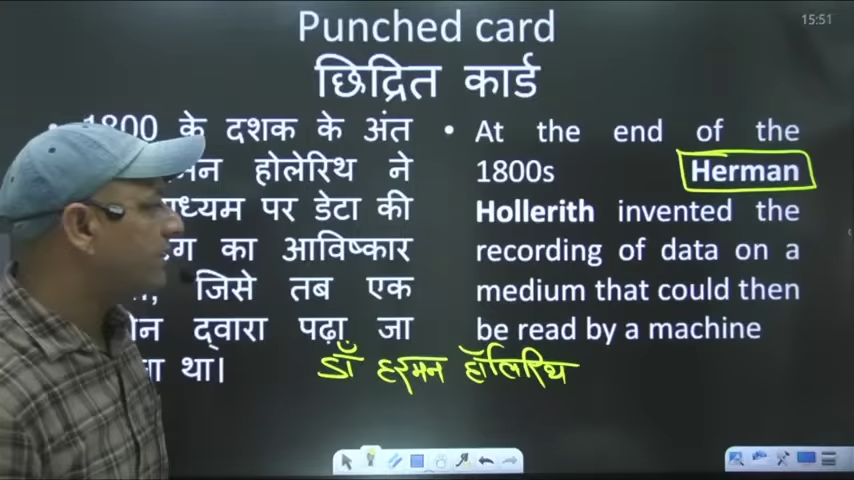 15:51
Punched card
छिद्रित कार्ड
• 1800 के दशक के अंत
होलेरिथ ने
पर डेटा की
का आविष्कार
जिसे तब एक
द्वारा पढ़ा जा
था।
• At the end of the
1800s Herman
Hollerith invented the
recording of data on a
medium that could then
be read by a machine
डॉ हरमन हॉलिरिथ